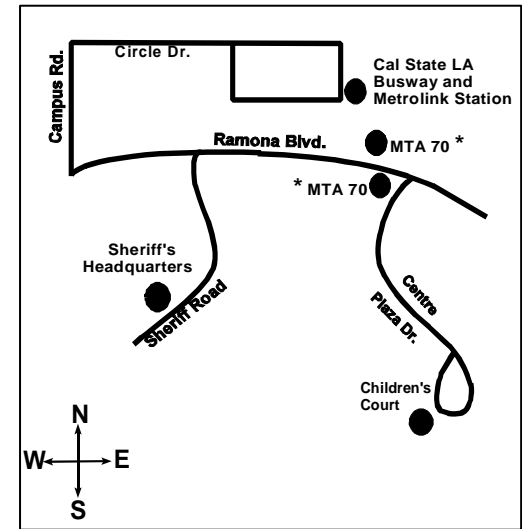 Circle Dr.
Campus Rd.
Cal State LA
Busway and
Metrolink Station
Ramona Blvd.
MTA 70 *
* MTA 70
Sheriff's
Headquarters
Sheriff Road
Centre
Plaza Dr.
Children's
Court
N
W E
S